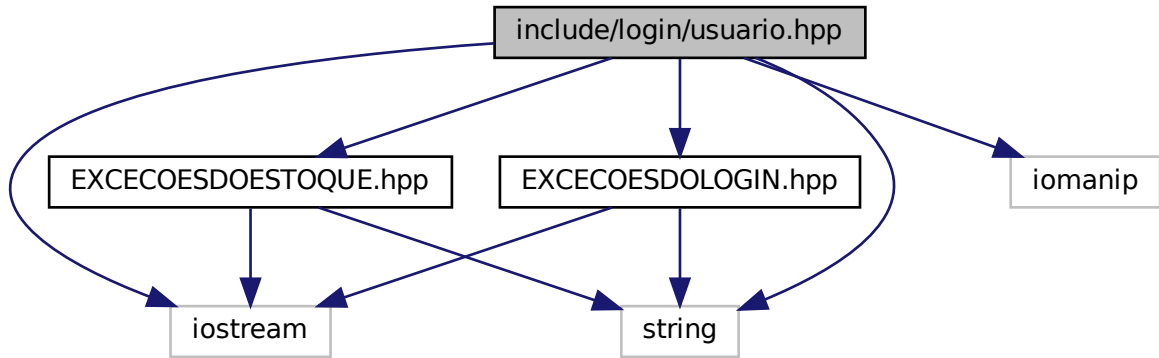 include/login/usuario.hpp
EXCECOESDOESTOQUE.hpp
EXCECOESDOLOGIN.hpp
iomanip
iostream
string